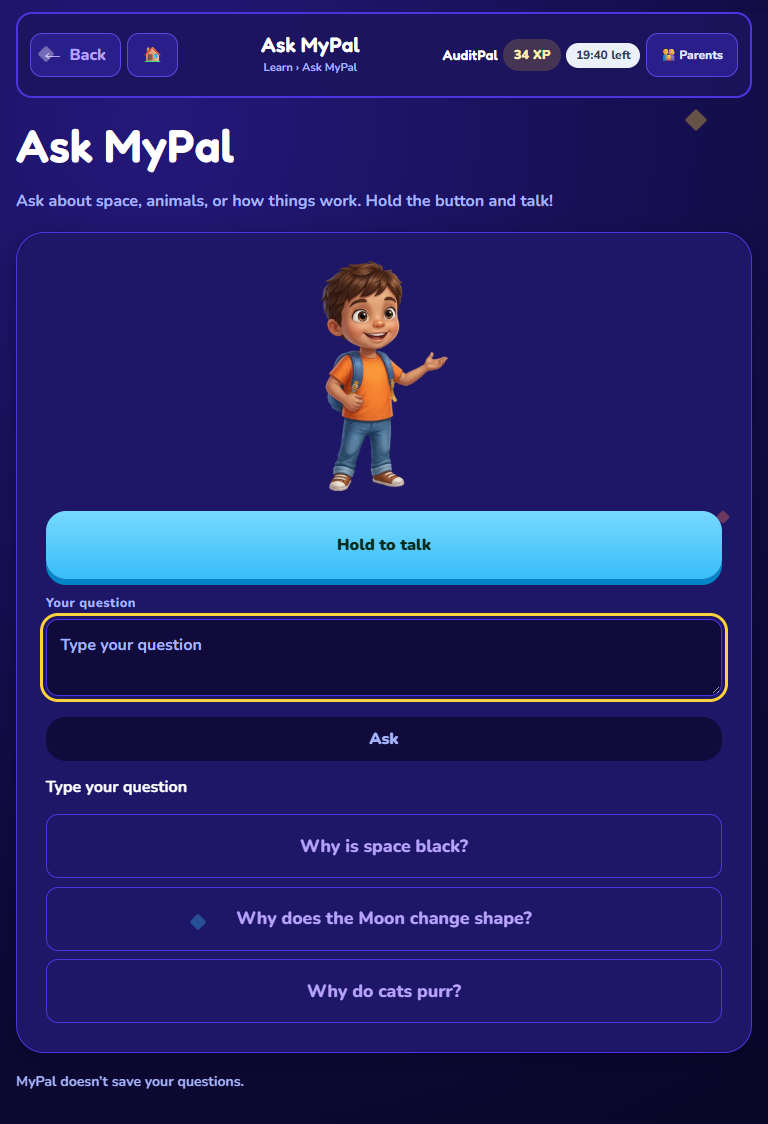 ← Back
Ask MyPal
Learn › Ask MyPal
AuditPal
34 XP
19:40 left
Parents
Ask MyPal
Ask about space, animals, or how things work. Hold the button and talk!
Hold to talk
Your question
Type your question
Ask
Type your question
Why is space black?
Why does the Moon change shape?
Why do cats purr?
MyPal doesn’t save your questions.